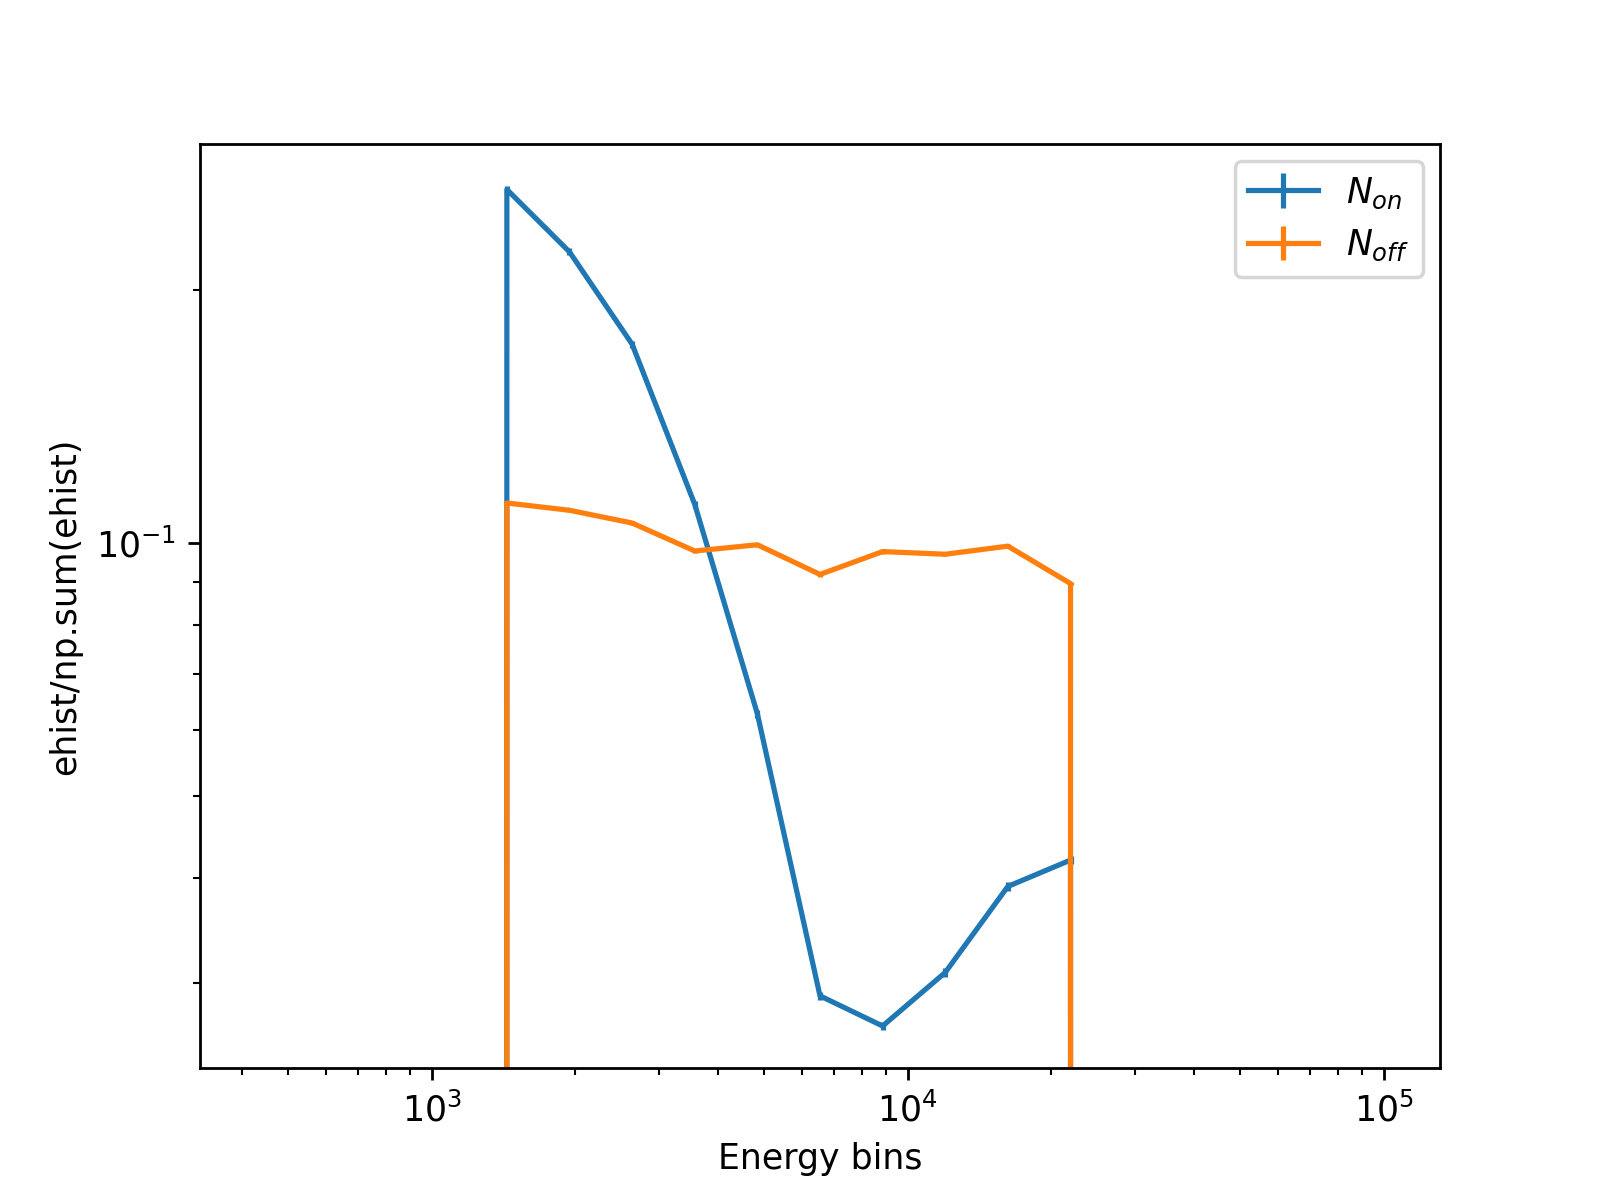 N_on
N_off
10^-1
ehist/np.sum(ehist)
10^3
10^4
10^5
Energy bins